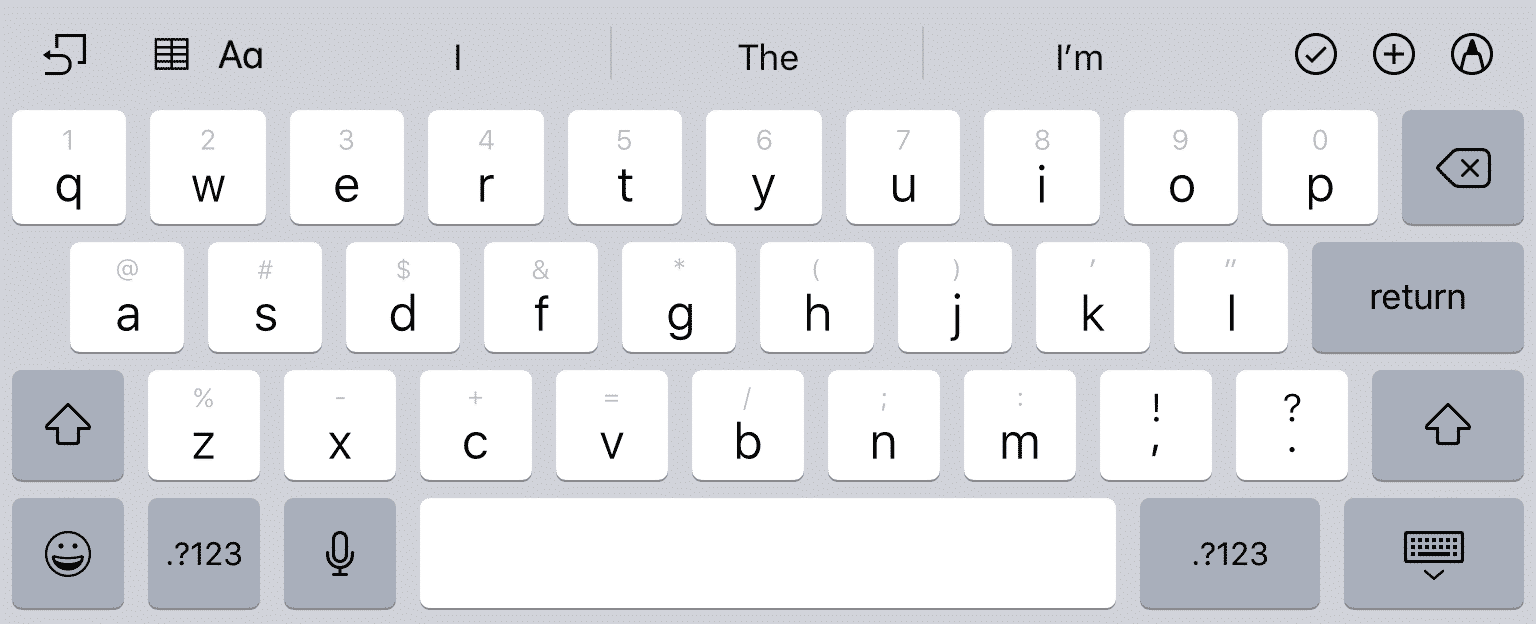 Aa I The I’m
1 2 3 4 5 6 7 8 9 0
q w e r t y u i o p
@ # $ & * ( ) ' "
a s d f g h j k l return
% - + = / ; : ! ?
z x c v b n m , .
.?123 .?123